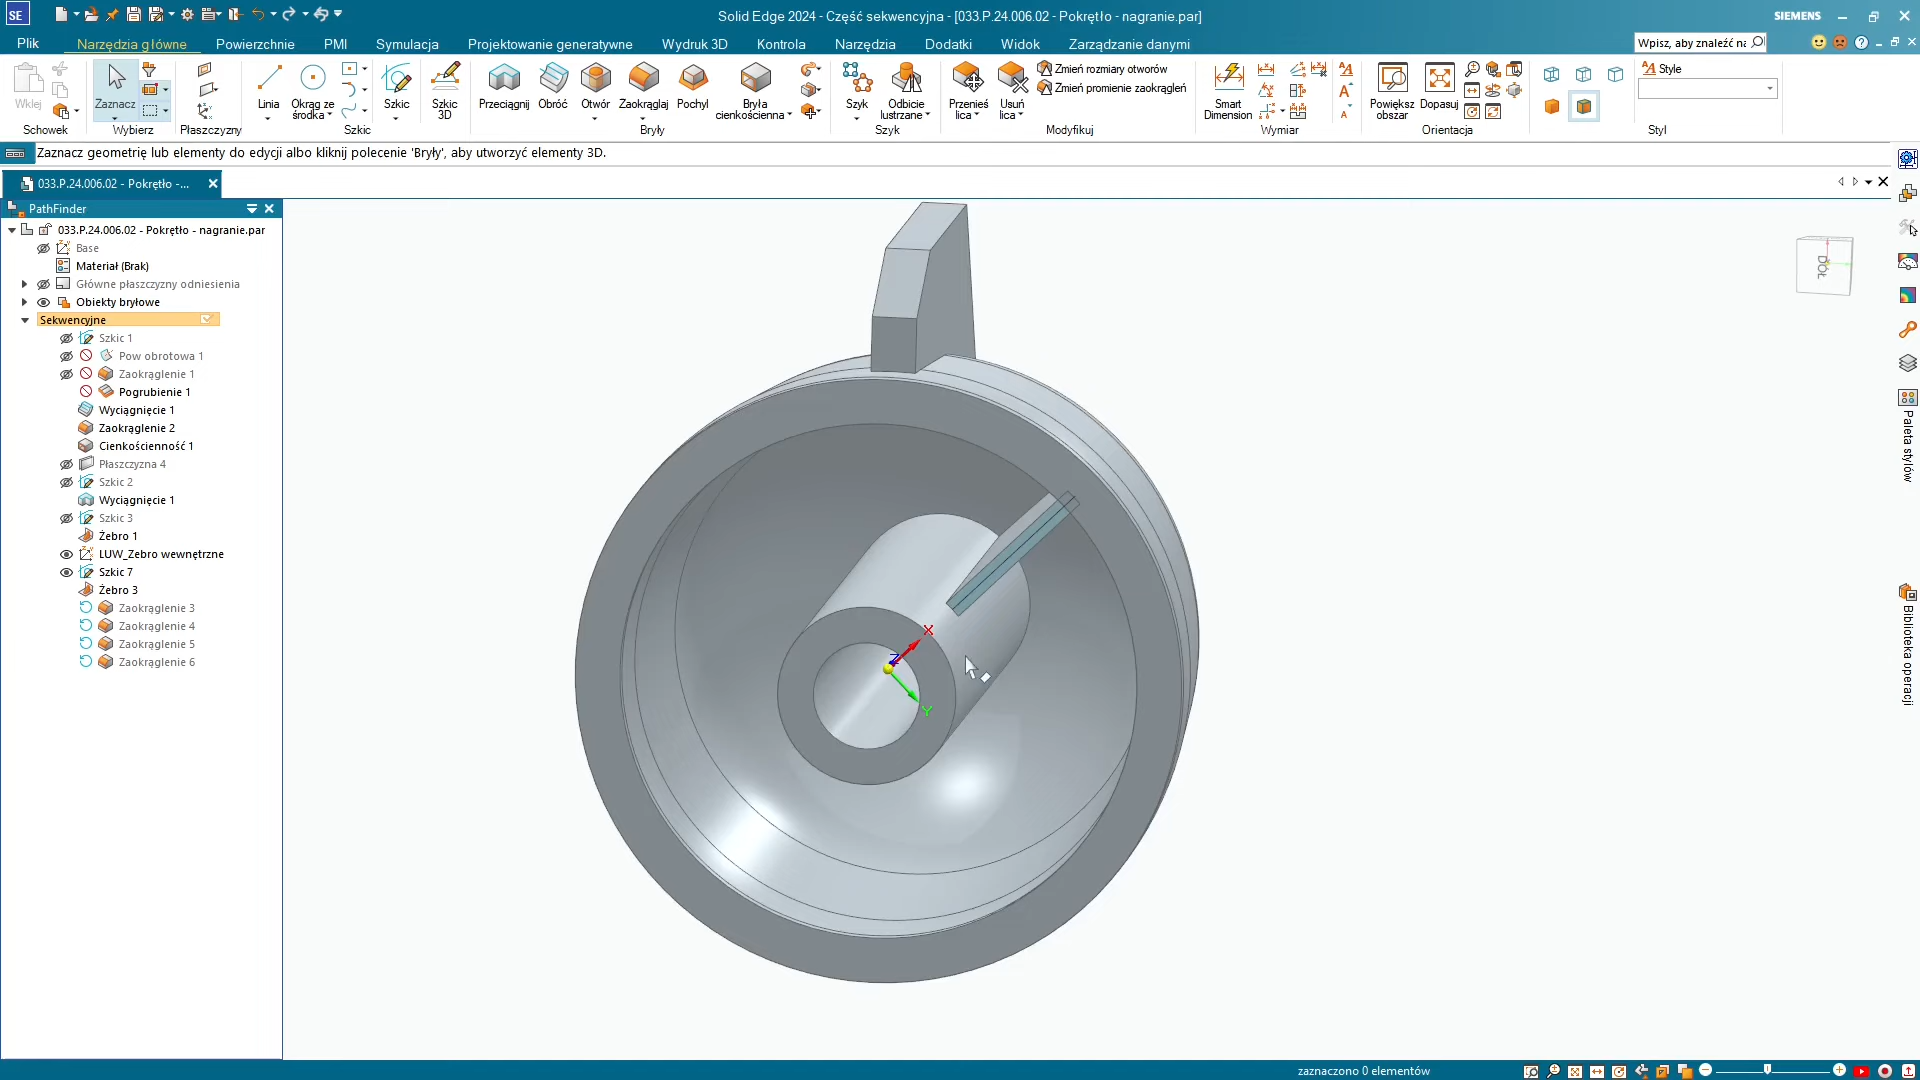 SE
Solid Edge 2024 - Część sekwencyjna - [033.P.24.006.02 - Pokrętło - nagranie.par]
SIEMENS
Plik
Narzędzia główne
Powierzchnie
PMI
Symulacja
Projektowanie generatywne
Wydruk 3D
Kontrola
Narzędzia
Dodatki
Widok
Zarządzanie danymi
Wpisz, aby znaleźć na
Wklej
Schowek
Zaznacz
Wybierz
Płaszczyzny
Linia
Okrąg ze środka
Szkic
Szkic
Szkic 3D
Przeciągnij
Obróć
Otwór
Zaokrąglaj
Pochyl
Bryła cienkościenna
Bryły
Szyk
Odbicie lustrzane
Szyk
Przenieś lica
Usuń lica
Zmień rozmiary otworów
Zmień promienie zaokrągleń
Modyfikuj
Smart Dimension
Wymiar
Powiększ obszar
Dopasuj
Orientacja
Style
Styl
Zaznacz geometrię lub elementy do edycji albo kliknij polecenie 'Bryły', aby utworzyć elementy 3D.
033.P.24.006.02 - Pokrętło -...
PathFinder
033.P.24.006.02 - Pokrętło - nagranie.par
Base
Materiał (Brak)
Główne płaszczyzny odniesienia
Obiekty bryłowe
Sekwencyjne
Szkic 1
Pow obrotowa 1
Zaokrąglenie 1
Pogrubienie 1
Wyciągnięcie 1
Zaokrąglenie 2
Cienkościenność 1
Płaszczyzna 4
Szkic 2
Wyciągnięcie 1
Szkic 3
Żebro 1
LUW_Zebro wewnętrzne
Szkic 7
Żebro 3
Zaokrąglenie 3
Zaokrąglenie 4
Zaokrąglenie 5
Zaokrąglenie 6
X
Z
Y
DÓŁ
Paleta stylów
Biblioteka operacji
zaznaczono 0 elementów